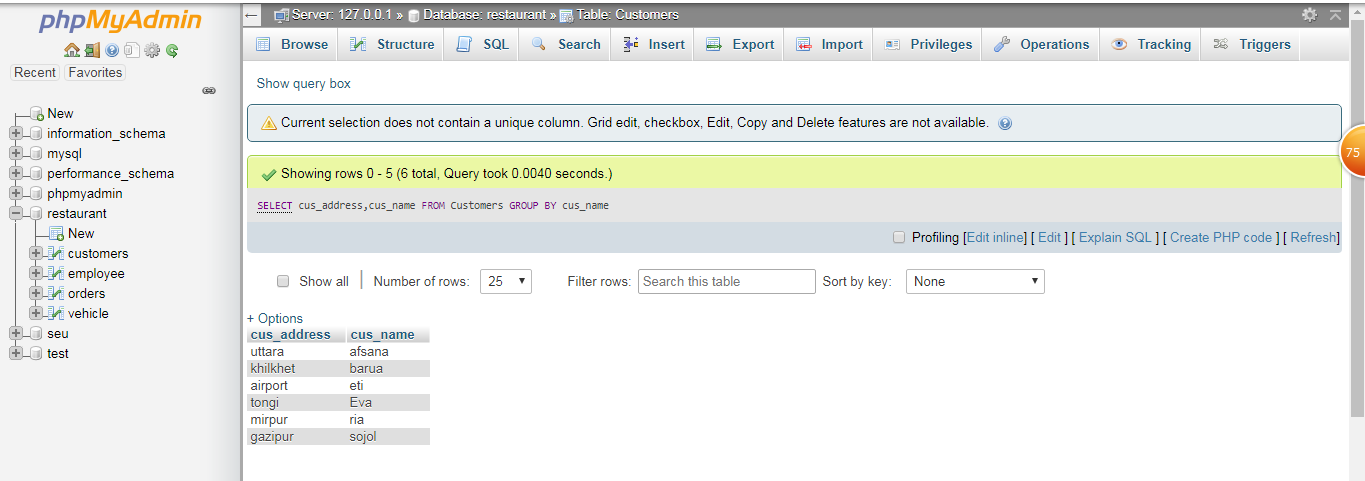 phpMyAdmin
Recent Favorites
New
information_schema
mysql
performance_schema
phpmyadmin
restaurant
New
customers
employee
orders
vehicle
seu
test
Server: 127.0.0.1 » Database: restaurant » Table: Customers
Browse Structure SQL Search Insert Export Import Privileges Operations Tracking Triggers
Show query box
Current selection does not contain a unique column. Grid edit, checkbox, Edit, Copy and Delete features are not available.
75
Showing rows 0 - 5 (6 total, Query took 0.0040 seconds.)
SELECT cus_address,cus_name FROM Customers GROUP BY cus_name
Profiling [Edit inline] [ Edit ] [ Explain SQL ] [ Create PHP code ] [ Refresh]
Show all | Number of rows: 25 Filter rows: Search this table Sort by key: None
+ Options
cus_address cus_name
uttara afsana
khilkhet barua
airport eti
tongi Eva
mirpur ria
gazipur sojol